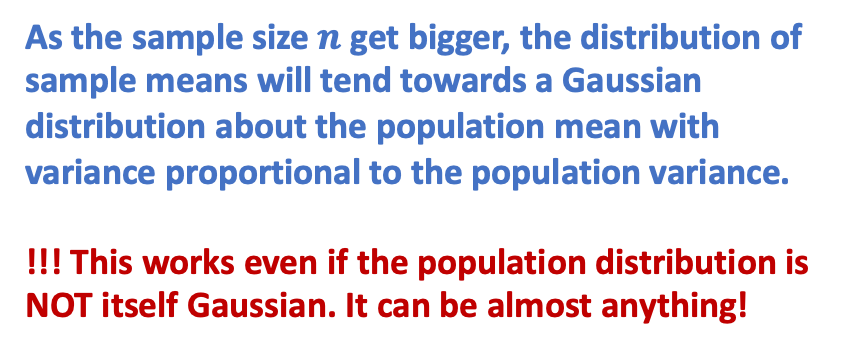 As the sample size n get bigger, the distribution of
sample means will tend towards a Gaussian
distribution about the population mean with
variance proportional to the population variance.
!!! This works even if the population distribution is
NOT itself Gaussian. It can be almost anything!